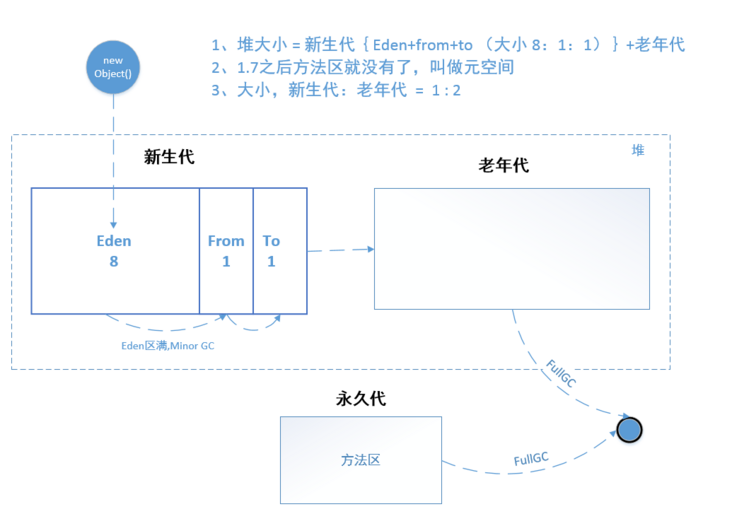 1、堆大小 = 新生代｛Eden+from+to （大小 8：1：1）｝+老年代
2、1.7之后方法区就没有了，叫做元空间
3、大小，新生代：老年代 = 1 : 2
new
Object()
堆
新生代
老年代
Eden
8
From
1
To
1
Eden区满,Minor GC
FullGC
永久代
方法区
FullGC